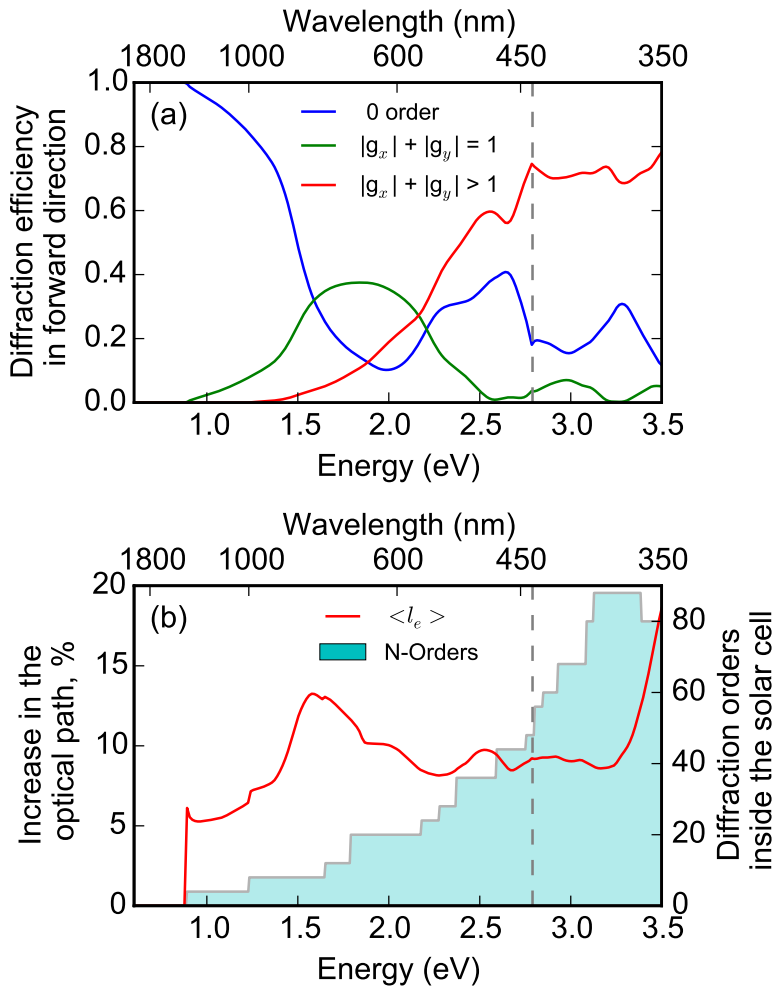 Wavelength (nm)
1800 1000 600 450 350
(a)
0 order
|g_x| + |g_y| = 1
|g_x| + |g_y| > 1
Diffraction efficiency
in forward direction
1.0
0.8
0.6
0.4
0.2
0.0
1.0 1.5 2.0 2.5 3.0 3.5
Energy (eV)
Wavelength (nm)
1800 1000 600 450 350
(b)
<l_e>
N-Orders
Increase in the
optical path, %
20
15
10
5
0
80
60
40
20
0
Diffraction orders
inside the solar cell
1.0 1.5 2.0 2.5 3.0 3.5
Energy (eV)